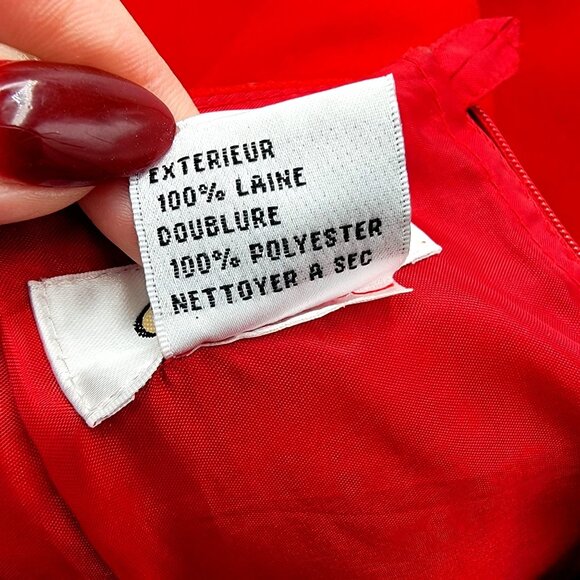 EXTERIEUR
100% LAINE
DOUBLURE
100% POLYESTER
NETTOYER A SEC